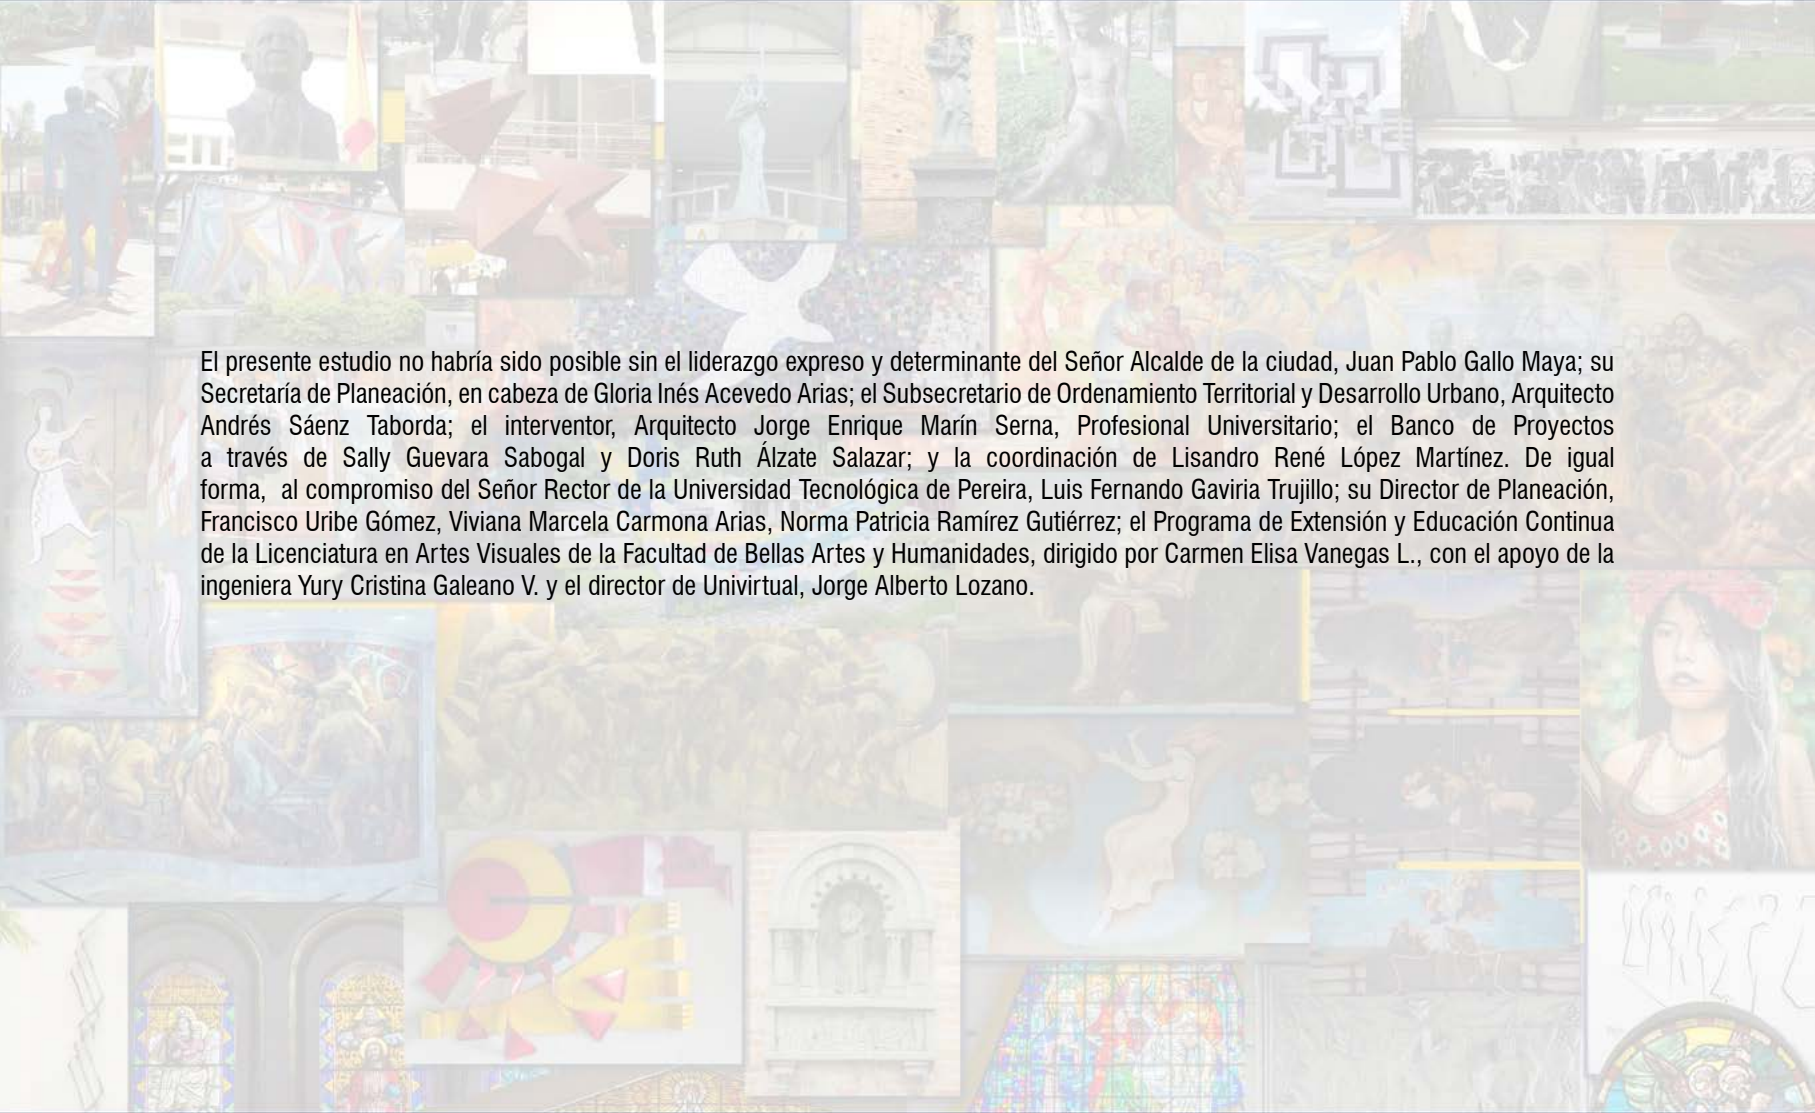 El presente estudio no habría sido posible sin el liderazgo expreso y determinante del Señor Alcalde de la ciudad, Juan Pablo Gallo Maya; su
Secretaría de Planeación, en cabeza de Gloria Inés Acevedo Arias; el Subsecretario de Ordenamiento Territorial y Desarrollo Urbano, Arquitecto
Andrés Sáenz Taborda; el interventor, Arquitecto Jorge Enrique Marín Serna, Profesional Universitario; el Banco de Proyectos
a través de Sally Guevara Sabogal y Doris Ruth Álzate Salazar; y la coordinación de Lisandro René López Martínez. De igual
forma, al compromiso del Señor Rector de la Universidad Tecnológica de Pereira, Luis Fernando Gaviria Trujillo; su Director de Planeación,
Francisco Uribe Gómez, Viviana Marcela Carmona Arias, Norma Patricia Ramírez Gutiérrez; el Programa de Extensión y Educación Continua
de la Licenciatura en Artes Visuales de la Facultad de Bellas Artes y Humanidades, dirigido por Carmen Elisa Vanegas L., con el apoyo de la
ingeniera Yury Cristina Galeano V. y el director de Univirtual, Jorge Alberto Lozano.